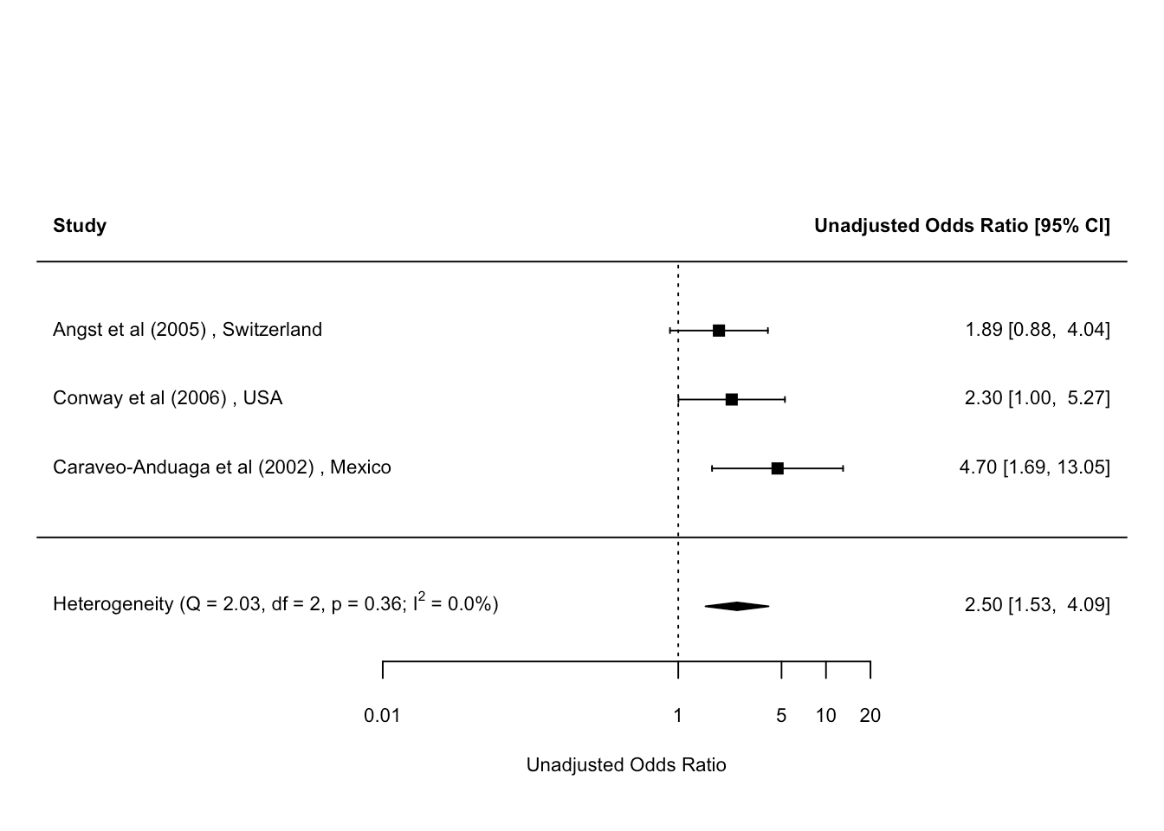 Study Unadjusted Odds Ratio [95% CI]
Angst et al (2005) , Switzerland 1.89 [0.88, 4.04]
Conway et al (2006) , USA 2.30 [1.00, 5.27]
Caraveo-Anduaga et al (2002) , Mexico 4.70 [1.69, 13.05]
Heterogeneity (Q = 2.03, df = 2, p = 0.36; I² = 0.0%) 2.50 [1.53, 4.09]
0.01 1 5 10 20
Unadjusted Odds Ratio